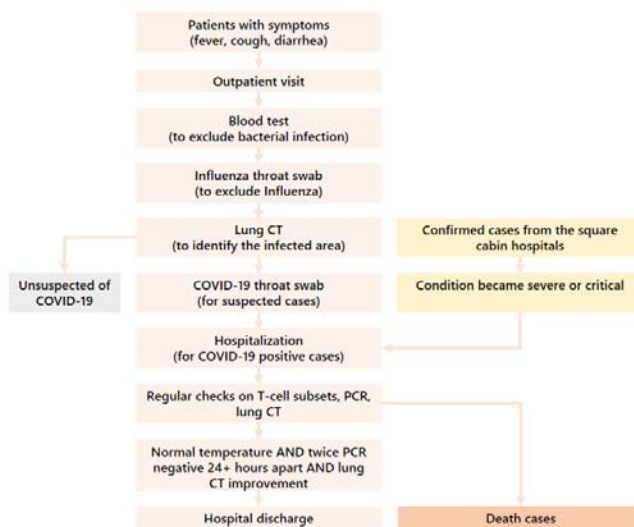 Patients with symptoms
(fever, cough, diarrhea)
Outpatient visit
Blood test
(to exclude bacterial infection)
Influenza throat swab
(to exclude Influenza)
Lung CT
(to identify the infected area)
Confirmed cases from the square
cabin hospitals
Unsuspected of
COVID-19
COVID-19 throat swab
(for suspected cases)
Condition became severe or critical
Hospitalization
(for COVID-19 positive cases)
Regular checks on T-cell subsets, PCR,
lung CT
Normal temperature AND twice PCR
negative 24+ hours apart AND lung
CT improvement
Hospital discharge
Death cases